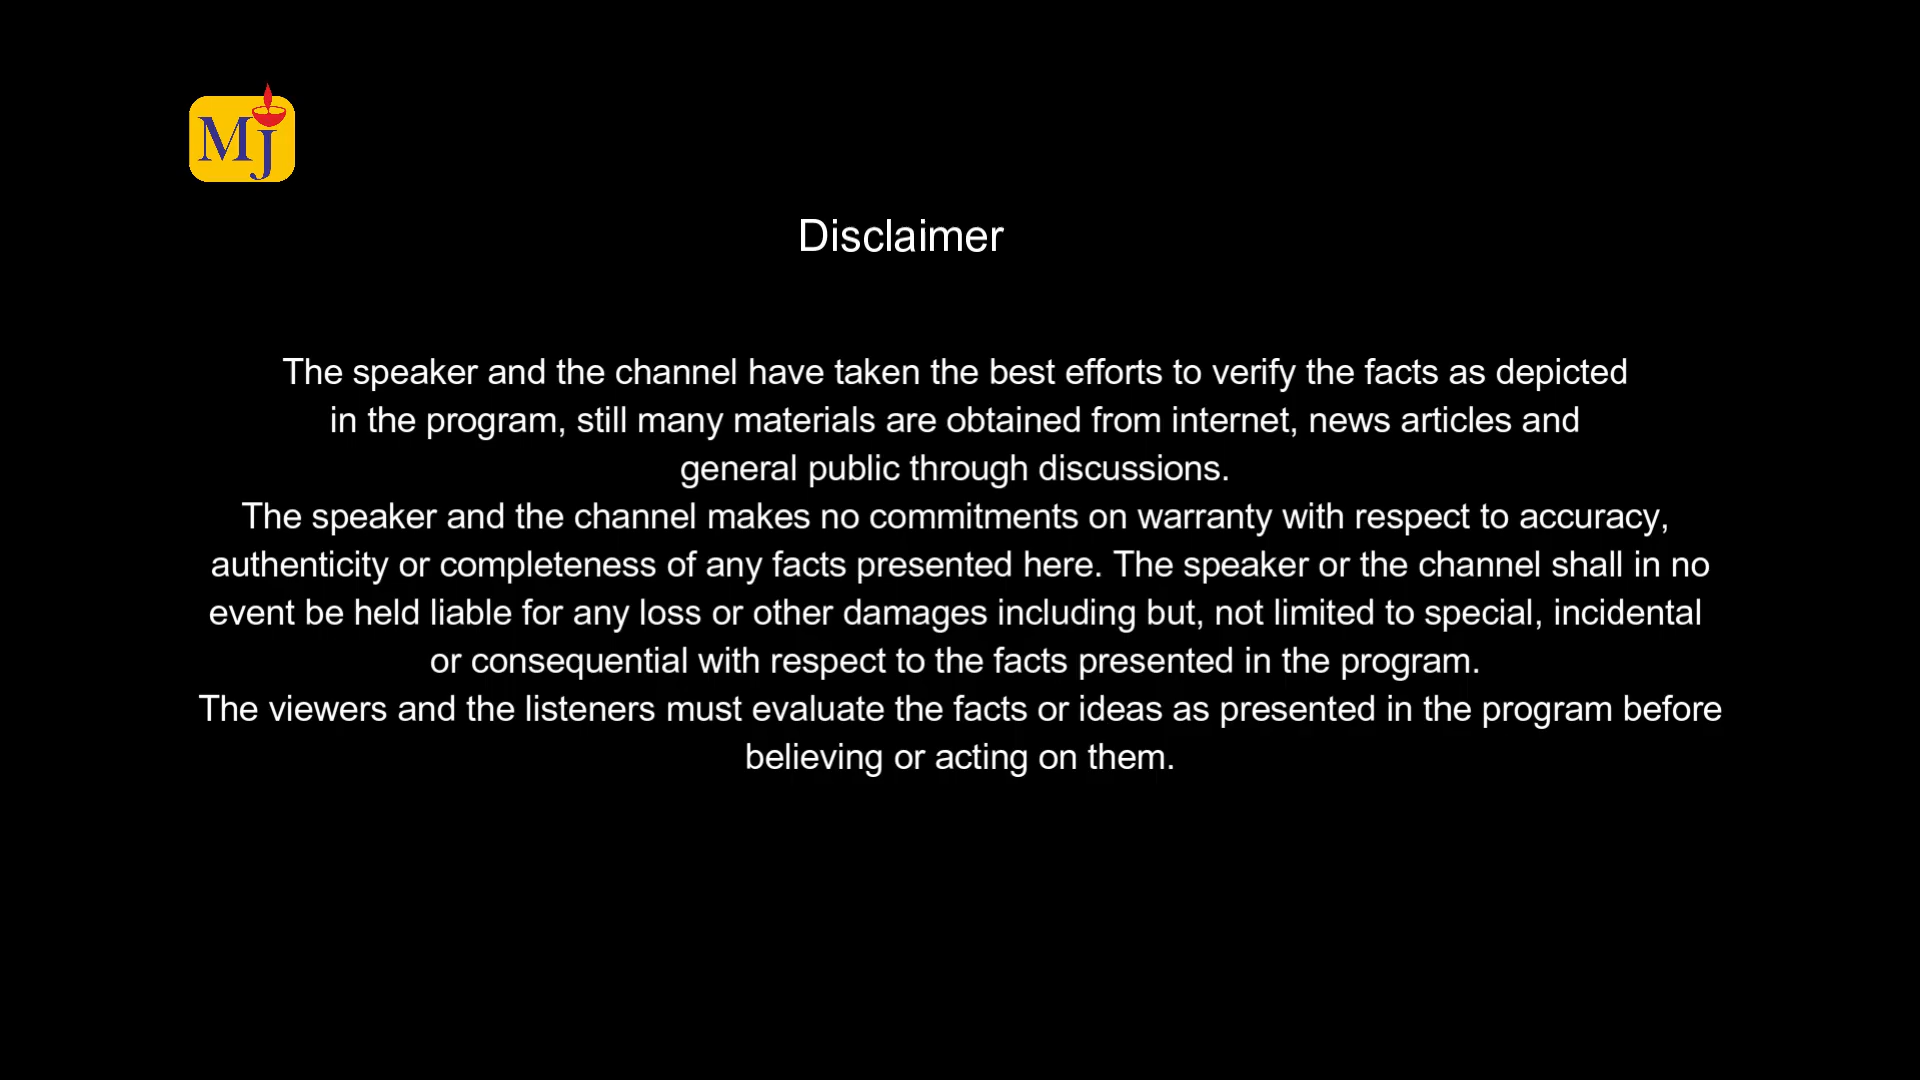 MJ
Disclaimer
The speaker and the channel have taken the best efforts to verify the facts as depicted
in the program, still many materials are obtained from internet, news articles and
general public through discussions.
The speaker and the channel makes no commitments on warranty with respect to accuracy,
authenticity or completeness of any facts presented here. The speaker or the channel shall in no
event be held liable for any loss or other damages including but, not limited to special, incidental
or consequential with respect to the facts presented in the program.
The viewers and the listeners must evaluate the facts or ideas as presented in the program before
believing or acting on them.